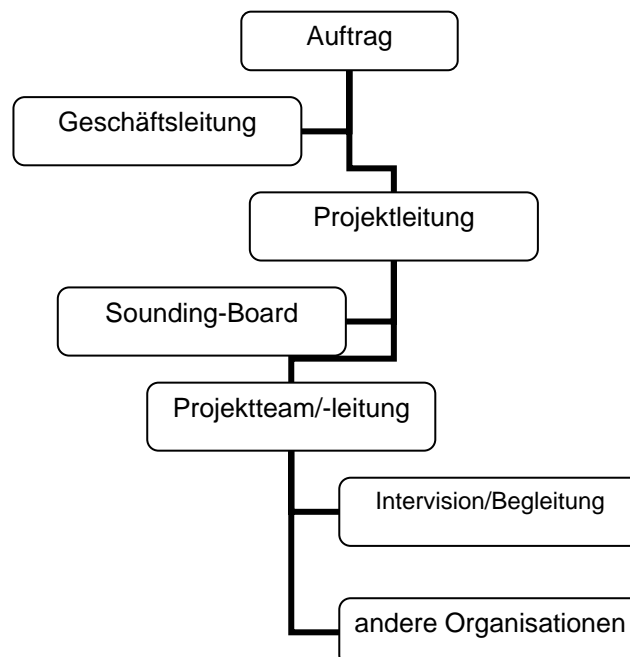 Auftrag
Geschäftsleitung
Projektleitung
Sounding-Board
Projektteam/-leitung
Intervision/Begleitung
andere Organisationen